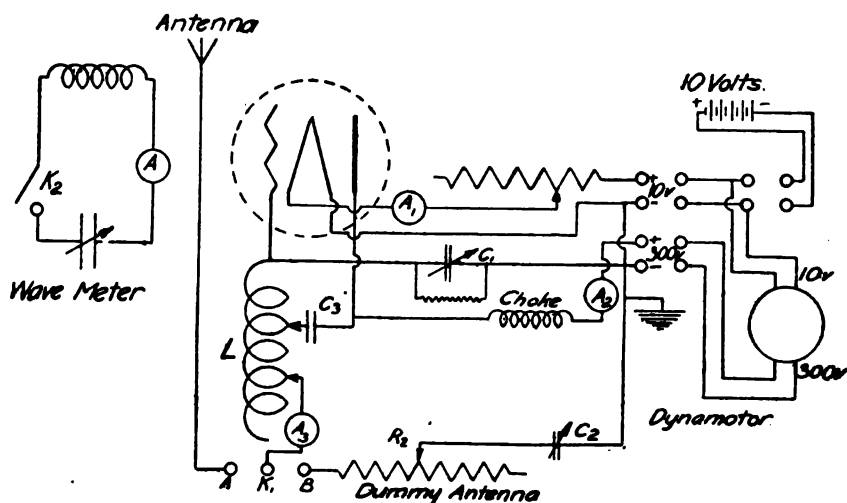 Antenna
10 Volts.
+ -
A
K2
Wave Meter
A1
+
10v
-
+
300v
-
C1
A2
Choke
C3
L
10v
300v
Dynamotor
A3
R2
C2
A
K1
B
Dummy Antenna